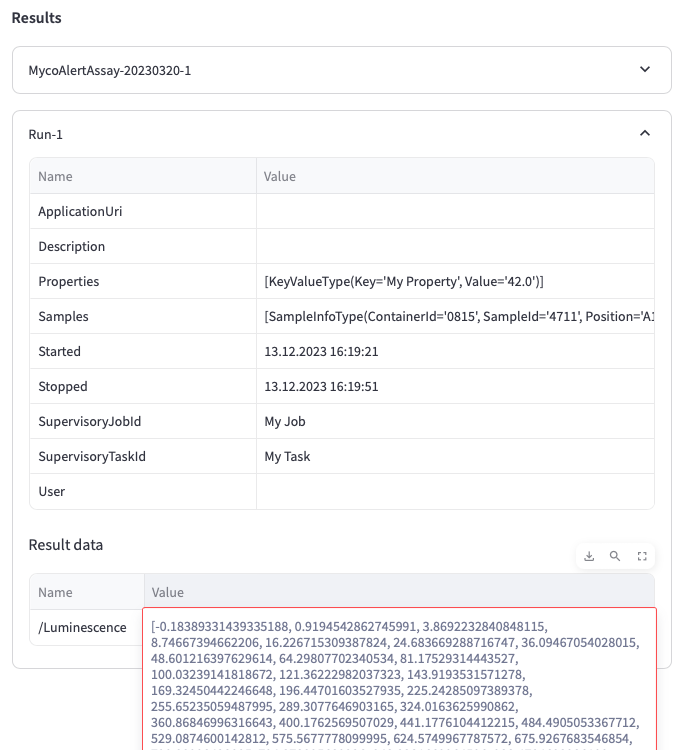 Results
MycoAlertAssay-20230320-1
Run-1
Name Value
ApplicationUri
Description
Properties [KeyValueType(Key='My Property', Value='42.0')]
Samples [SampleInfoType(ContainerId='0815', SampleId='4711', Position='A1
Started 13.12.2023 16:19:21
Stopped 13.12.2023 16:19:51
SupervisoryJobId My Job
SupervisoryTaskId My Task
User
Result data
Name Value
/Luminescence [-0.18389331439335188, 0.9194542862745991, 3.8692232840848115,
8.74667394662206, 16.226715309387824, 24.683669288716747, 36.09467054028015,
48.601216397629614, 64.29807702340534, 81.17529314443527,
100.03239141818672, 121.36222982037323, 143.9193531571278,
169.32450442246648, 196.44701603527935, 225.24285097389378,
255.65235059487995, 289.3077646903165, 324.0163625990862,
360.86846996316643, 400.1762569507029, 441.1776104412215, 484.4905053367712,
529.0874600142812, 575.5677778099995, 624.5749967787572, 675.9267683546854,